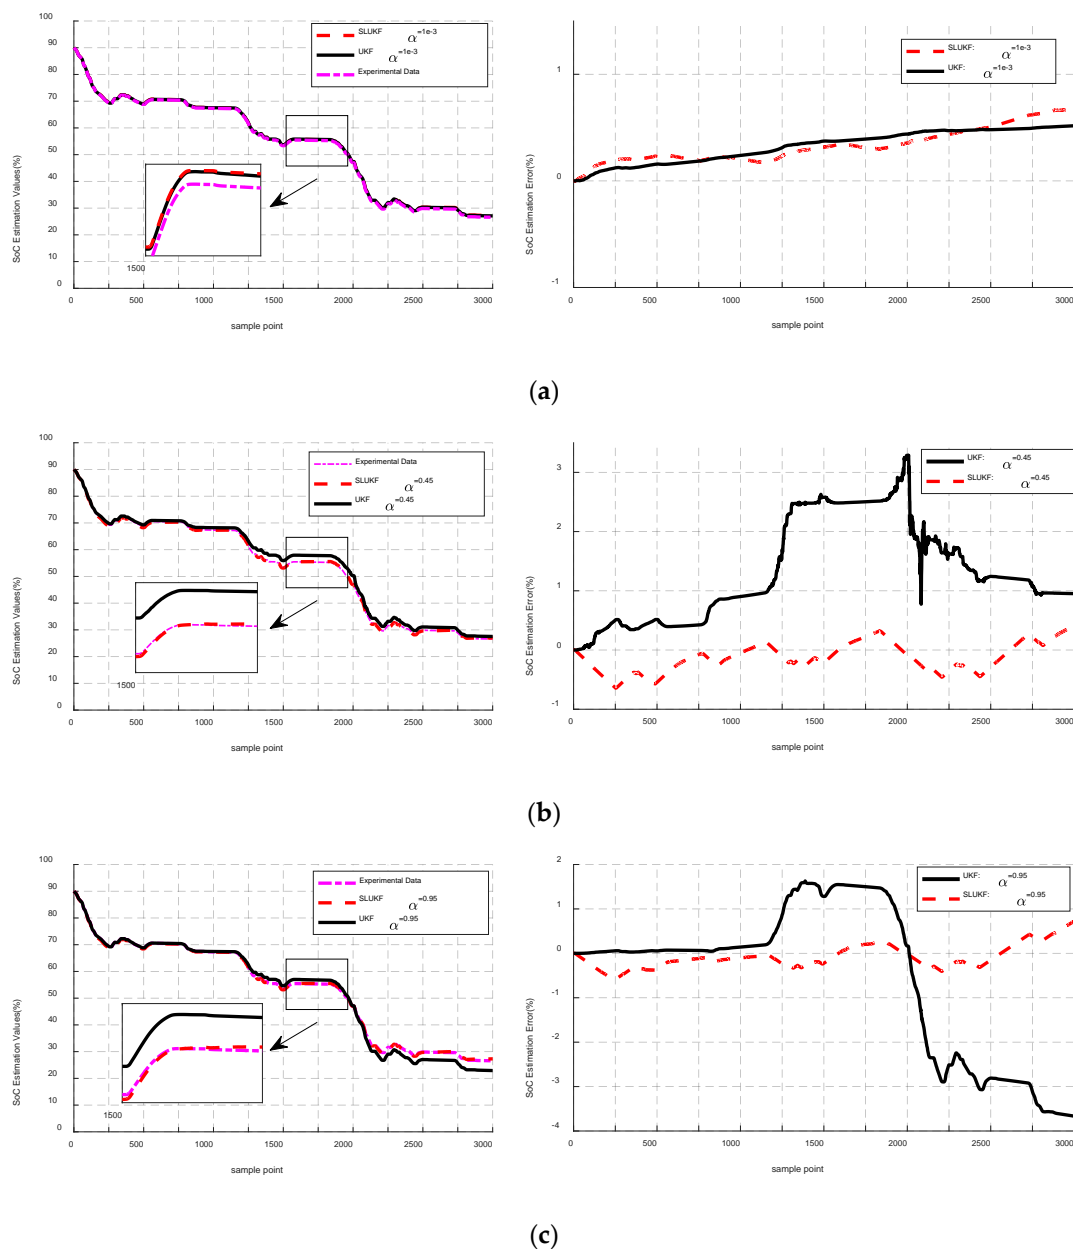 100
90
80
70
60
50
40
30
20
10
0
SoC Estimation Values(%)
SLUKF α=1e-3
UKF α=1e-3
Experimental Data
1500
0 500 1000 1500 2000 2500 3000
sample point
1
0
-1
SoC Estimation Error(%)
SLUKF: α=1e-3
UKF: α=1e-3
0 500 1000 1500 2000 2500 3000
sample point
(a)
100
90
80
70
60
50
40
30
20
10
0
SoC Estimation Values(%)
Experimental Data
SLUKF α=0.45
UKF α=0.45
1500
0 500 1000 1500 2000 2500 3000
sample point
3
2
1
0
-1
SoC Estimation Error(%)
UKF: α=0.45
SLUKF: α=0.45
0 500 1000 1500 2000 2500 3000
sample point
(b)
100
90
80
70
60
50
40
30
20
10
0
SoC Estimation Values(%)
Experimental Data
SLUKF α=0.95
UKF α=0.95
1500
0 500 1000 1500 2000 2500 3000
sample point
2
1
0
-1
-2
-3
-4
SoC Estimation Error(%)
UKF: α=0.95
SLUKF: α=0.95
0 500 1000 1500 2000 2500 3000
sample point
(c)